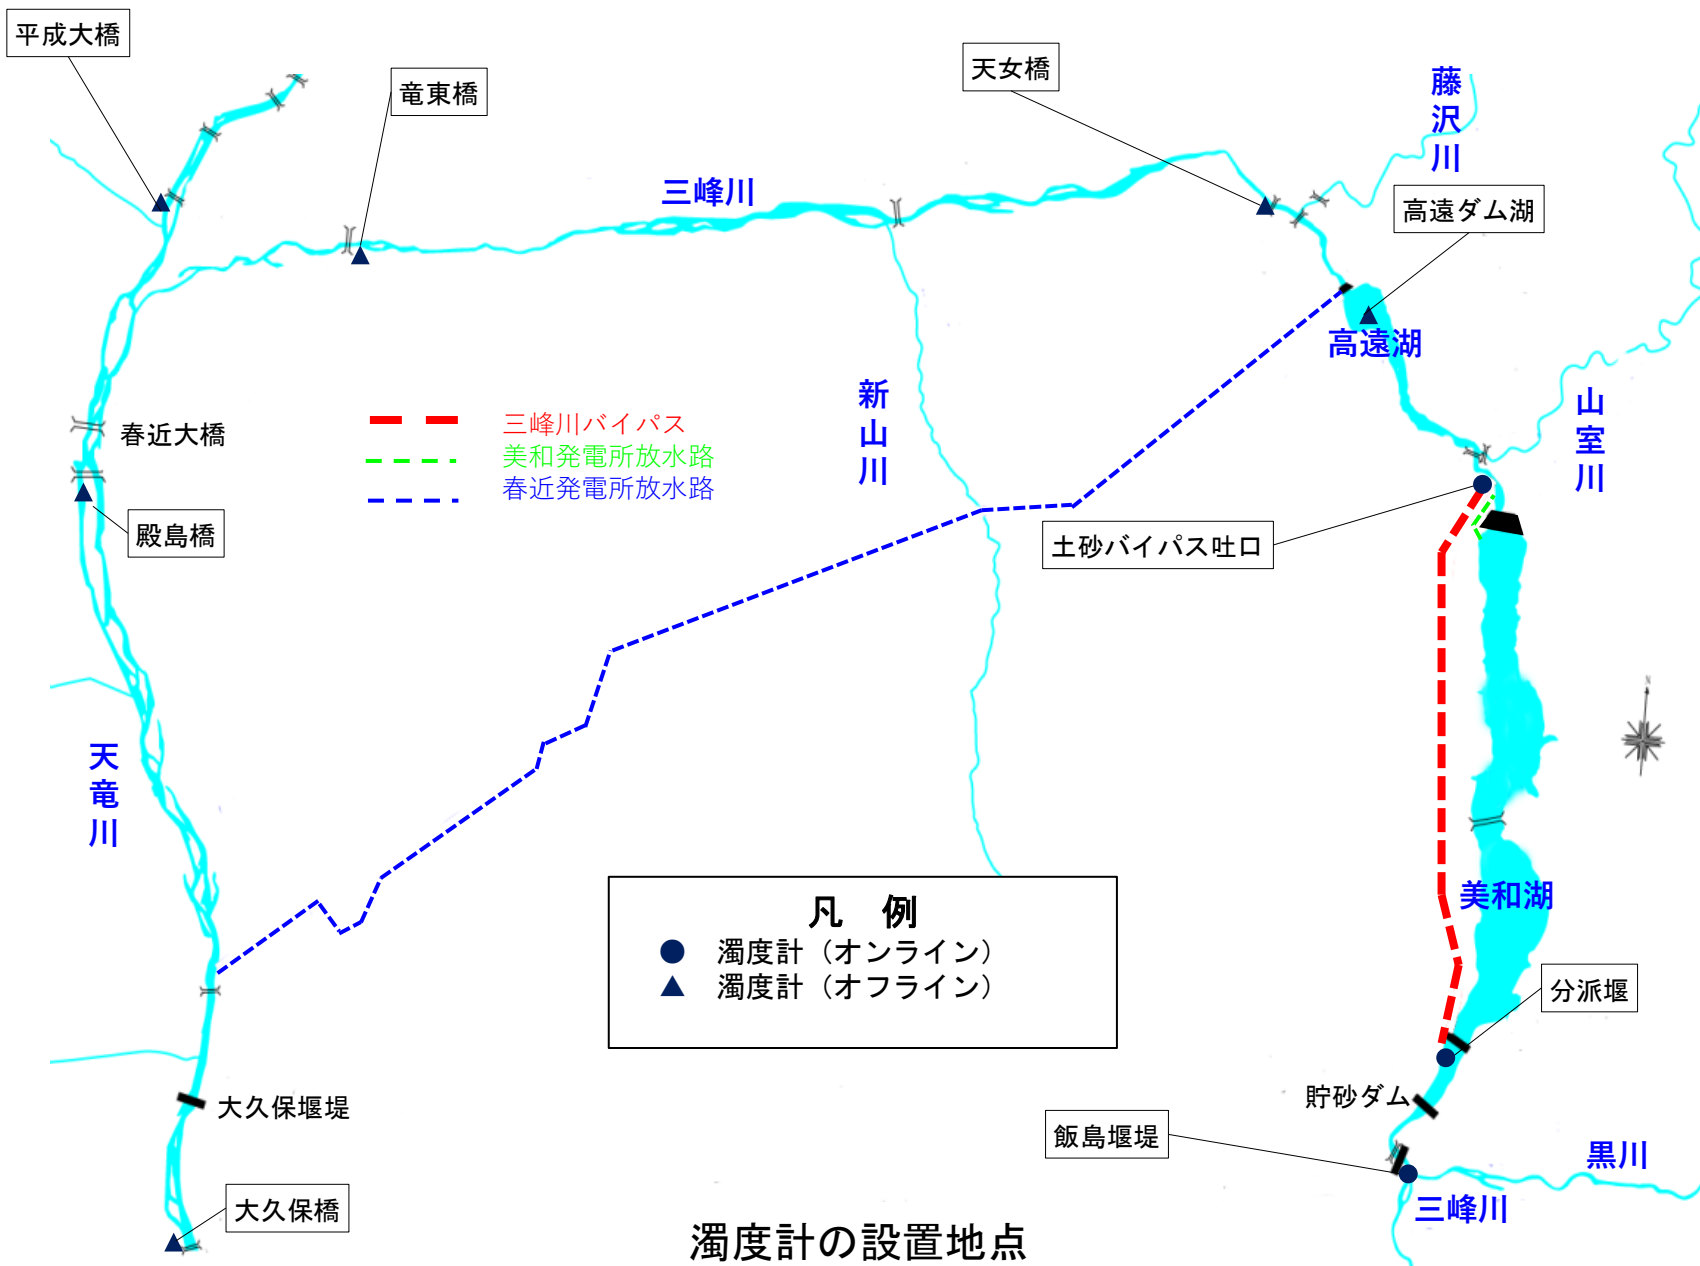 平成大橋
竜東橋
天女橋
藤沢川
三峰川
高遠ダム湖
高遠湖
新山川
山室川
春近大橋
三峰川バイパス
美和発電所放水路
春近発電所放水路
殿島橋
土砂バイパス吐口
N
天竜川
美和湖
凡 例
濁度計（オンライン）
濁度計（オフライン）
分派堰
貯砂ダム
大久保堰堤
飯島堰堤
黒川
三峰川
大久保橋
濁度計の設置地点